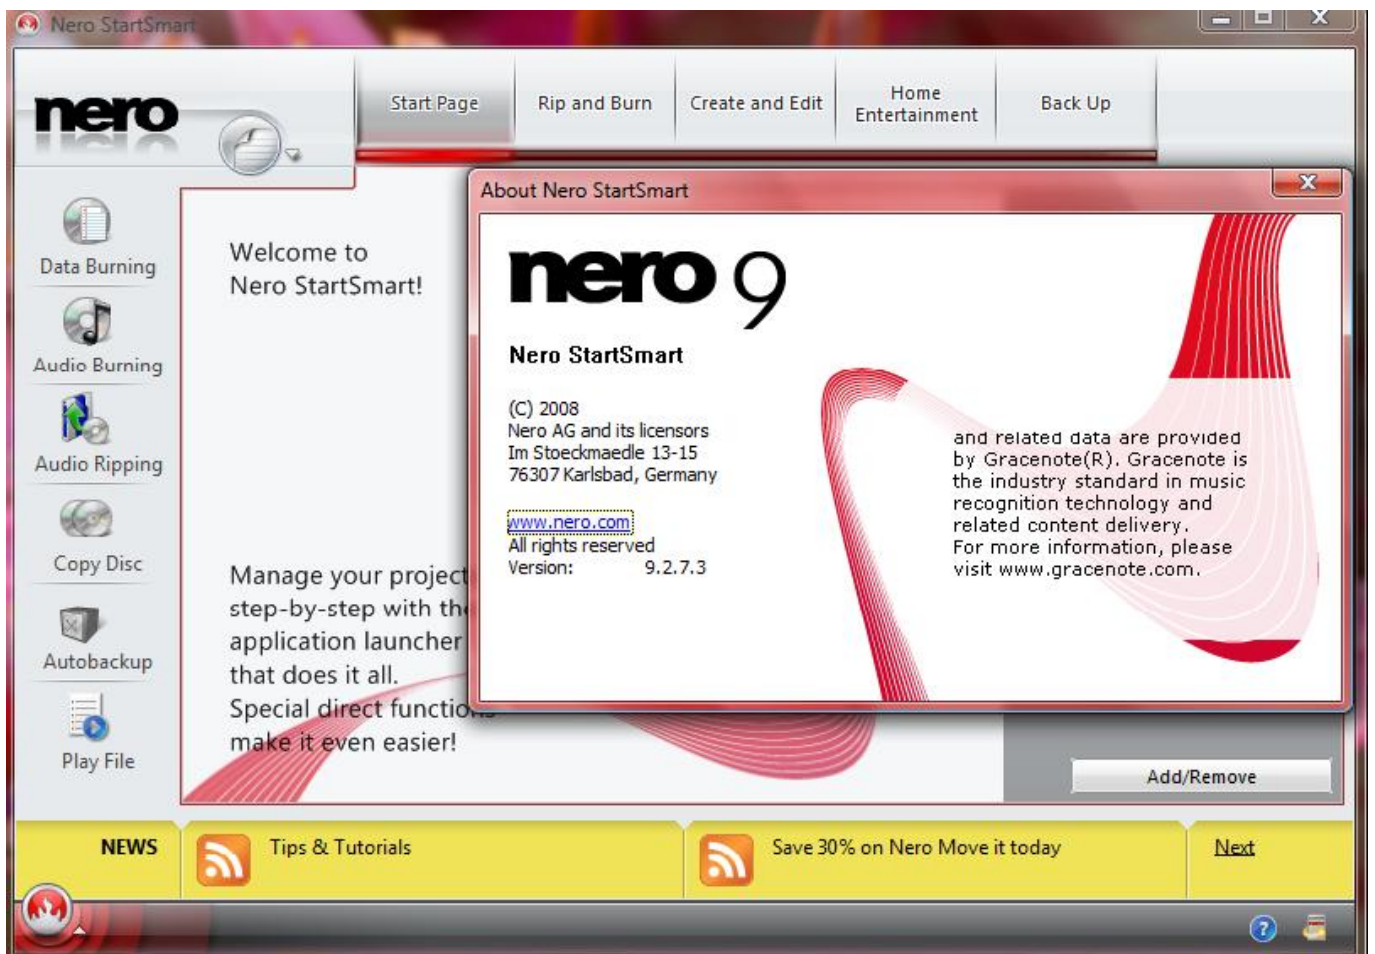 Nero StartSmart
nero
Start Page
Rip and Burn
Create and Edit
Home
Entertainment
Back Up
Data Burning
Audio Burning
Audio Ripping
Copy Disc
Autobackup
Play File
Welcome to
Nero StartSmart!
Manage your project
step-by-step with the
application launcher
that does it all.
Special direct functions
make it even easier!
About Nero StartSmart
nero 9
Nero StartSmart
(C) 2008
Nero AG and its licensors
Im Stoeckmaedle 13-15
76307 Karlsbad, Germany
www.nero.com
All rights reserved
Version: 9.2.7.3
and related data are provided
by Gracenote(R). Gracenote is
the industry standard in music
recognition technology and
related content delivery.
For more information, please
visit www.gracenote.com.
Add/Remove
NEWS
Tips & Tutorials
Save 30% on Nero Move it today
Next